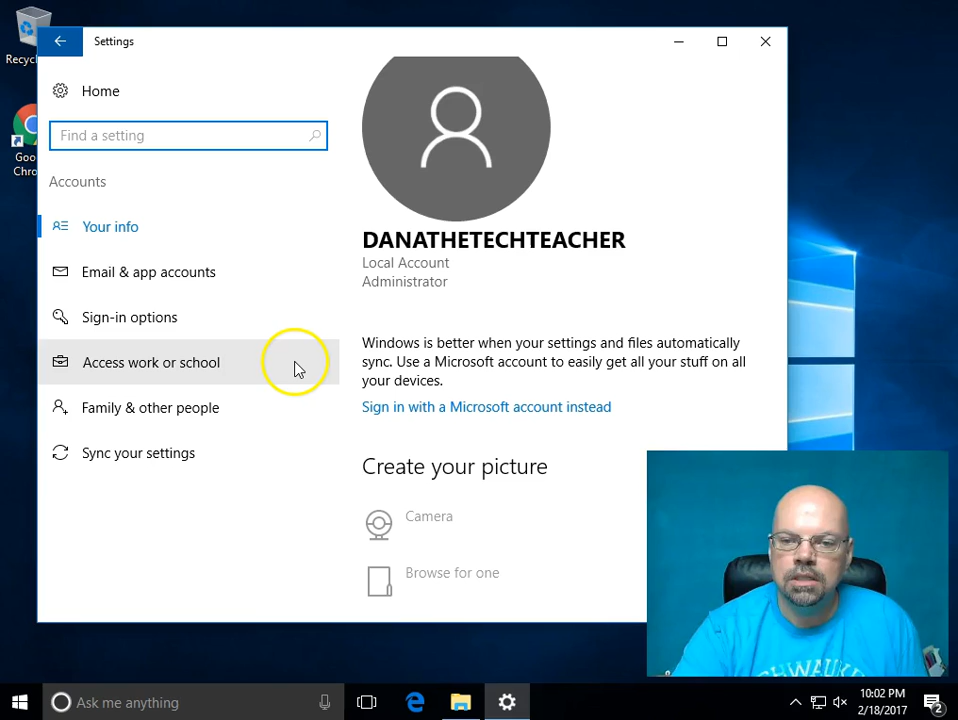 Recycl
Goo
Chro
Settings
Home
Find a setting
Accounts
Your info
Email & app accounts
Sign-in options
Access work or school
Family & other people
Sync your settings
DANATHETECHTEACHER
Local Account
Administrator
Windows is better when your settings and files automatically
sync. Use a Microsoft account to easily get all your stuff on all
your devices.
Sign in with a Microsoft account instead
Create your picture
Camera
Browse for one
HWAUK
Ask me anything
10:02 PM
2/18/2017
2